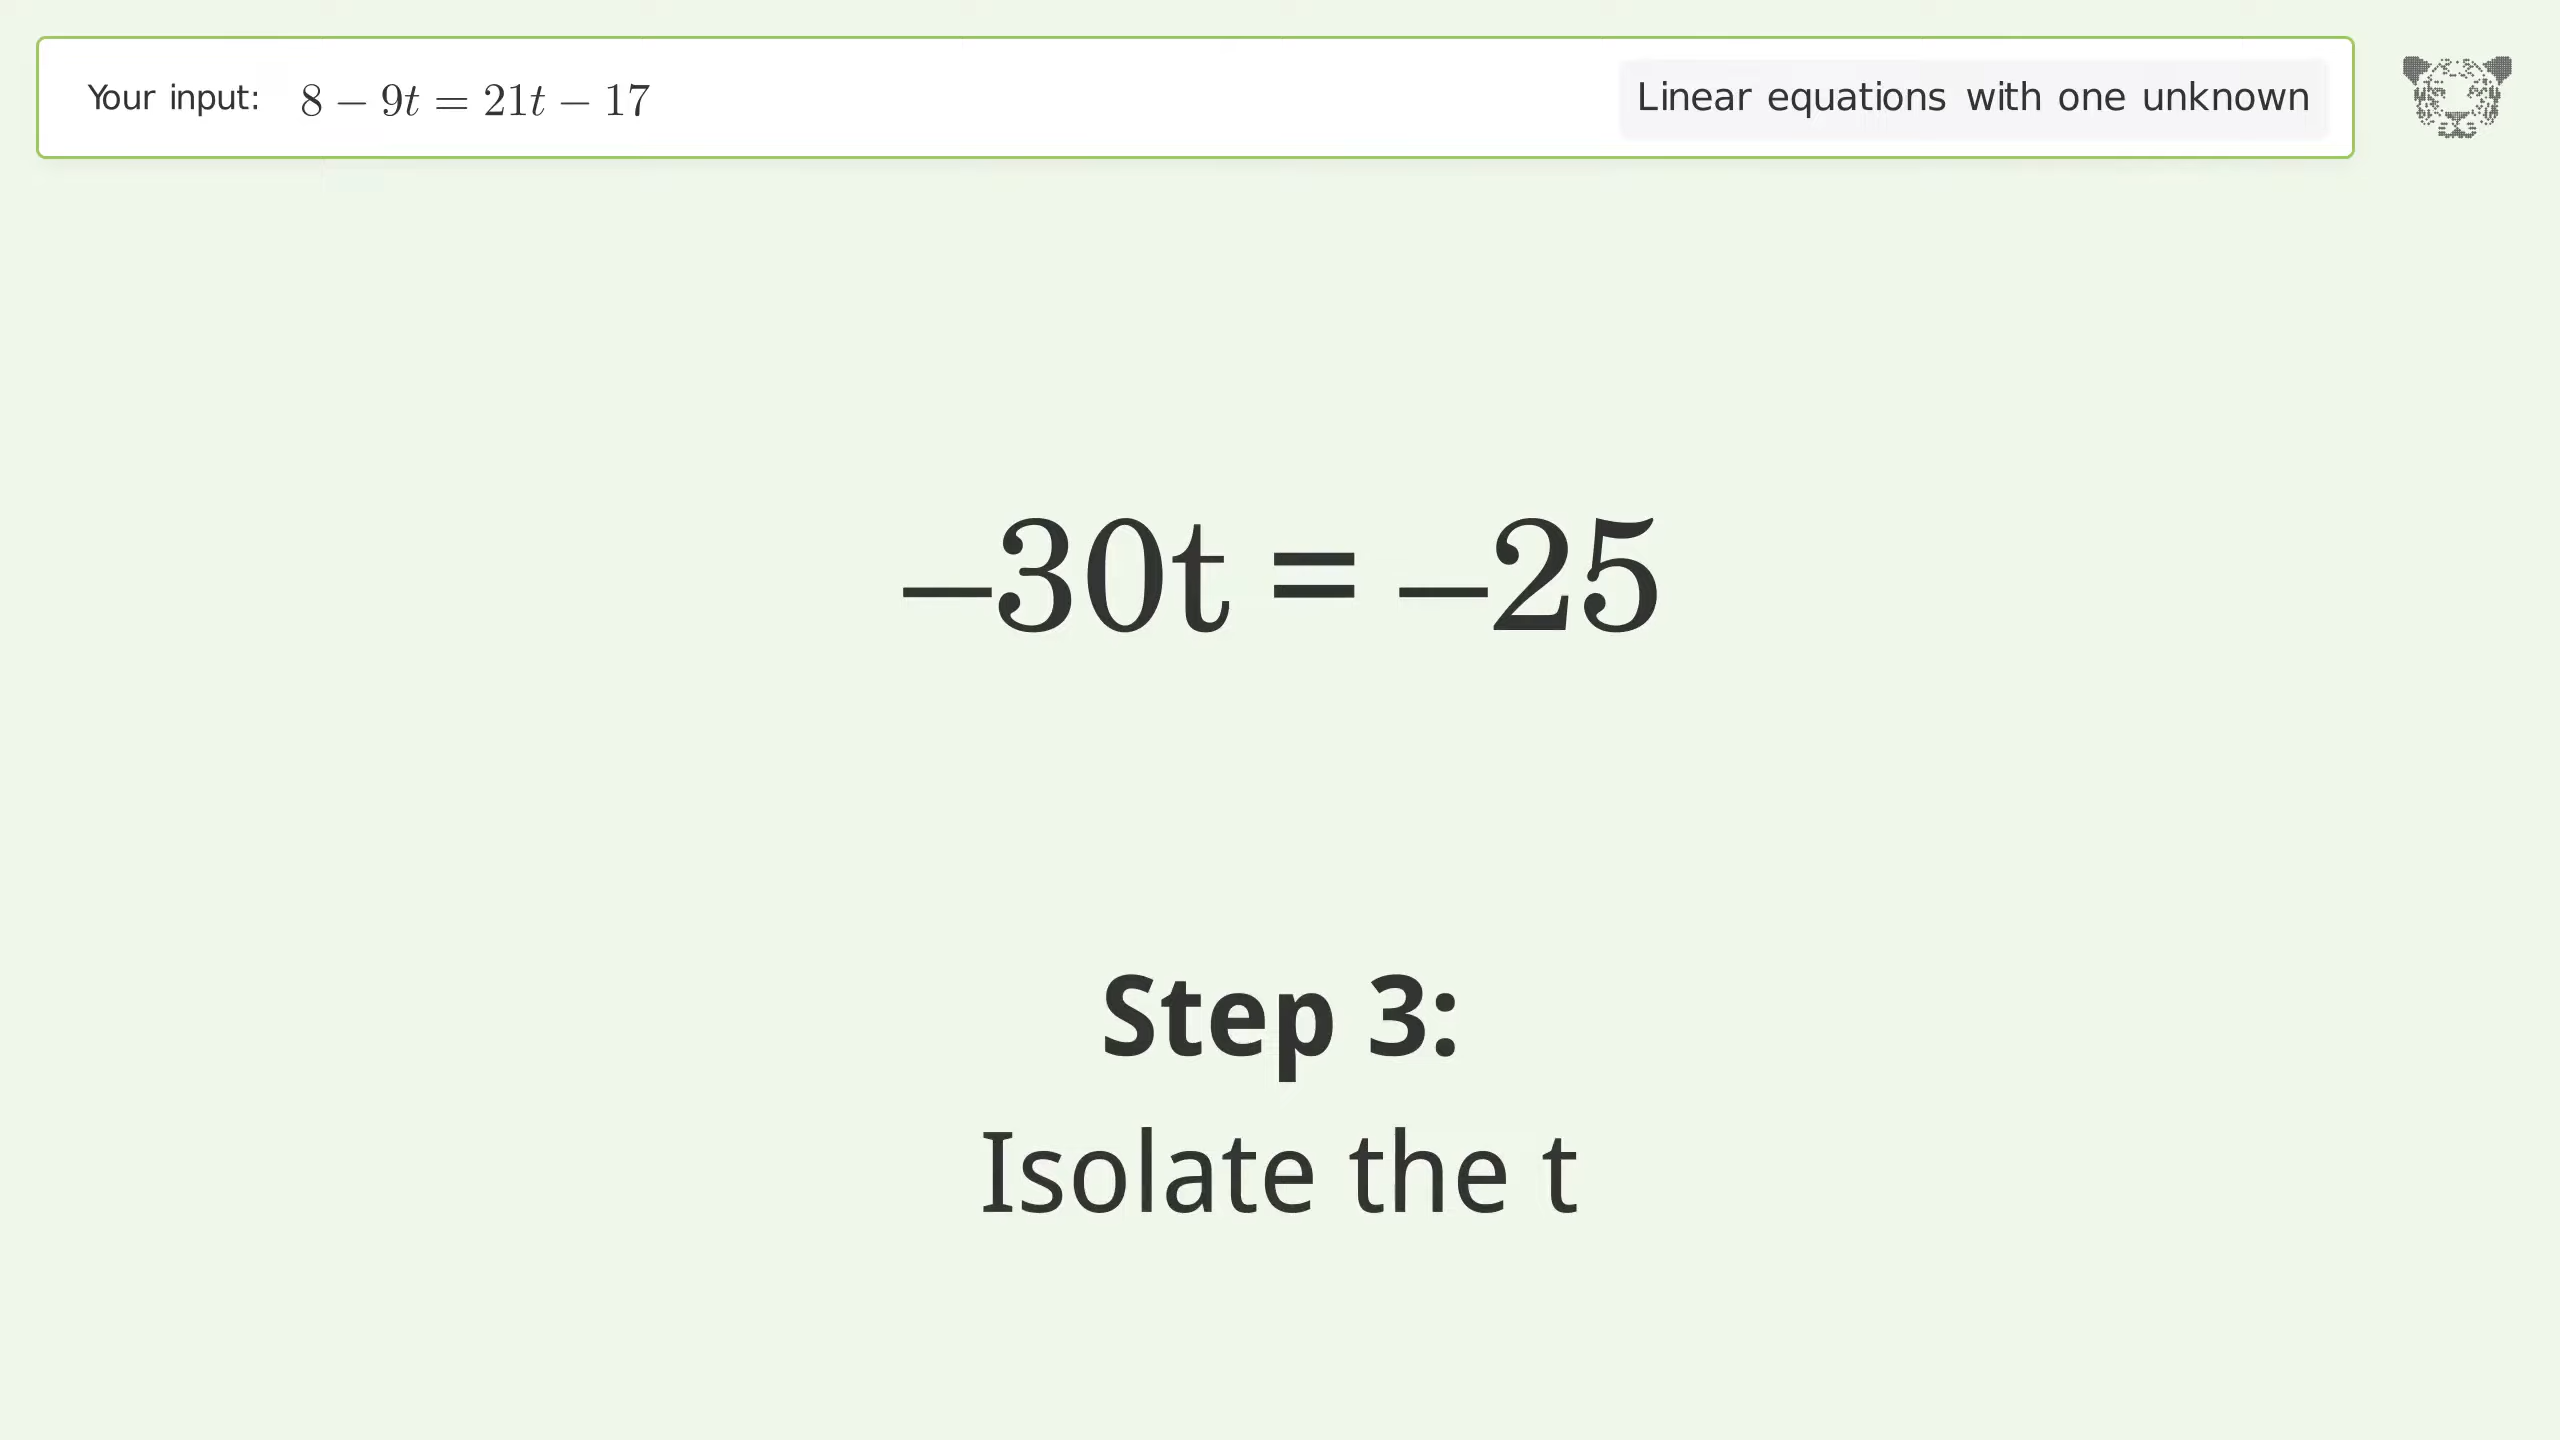 Your input: 8 − 9t = 21t − 17
Linear equations with one unknown
−30t = −25
Step 3:
Isolate the t